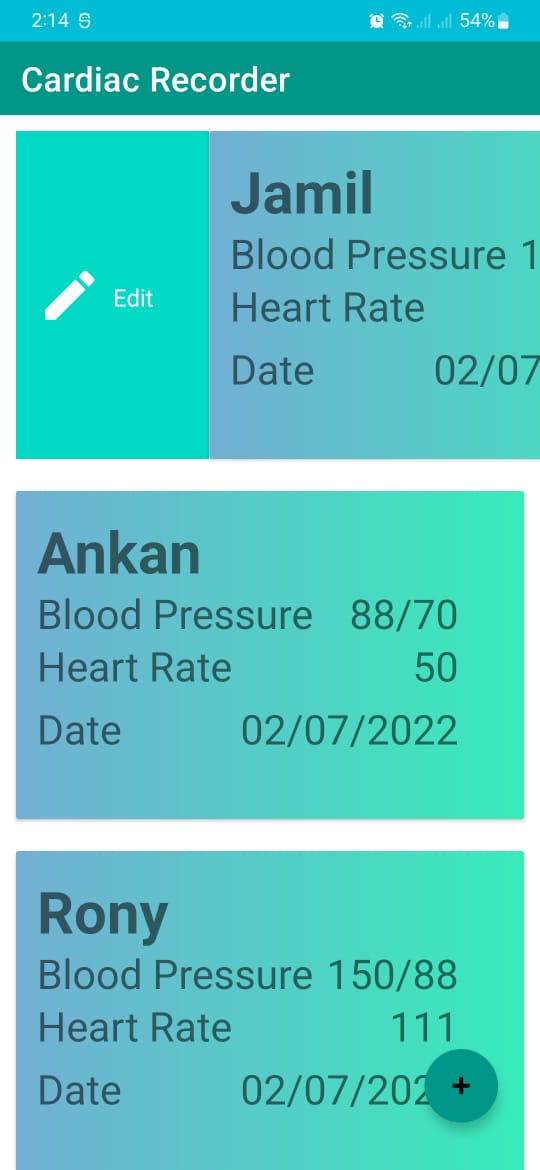 2:14 54%
Cardiac Recorder
Edit
Jamil
Blood Pressure 1
Heart Rate
Date 02/07
Ankan
Blood Pressure 88/70
Heart Rate 50
Date 02/07/2022
Rony
Blood Pressure 150/88
Heart Rate 111
Date 02/07/202
+